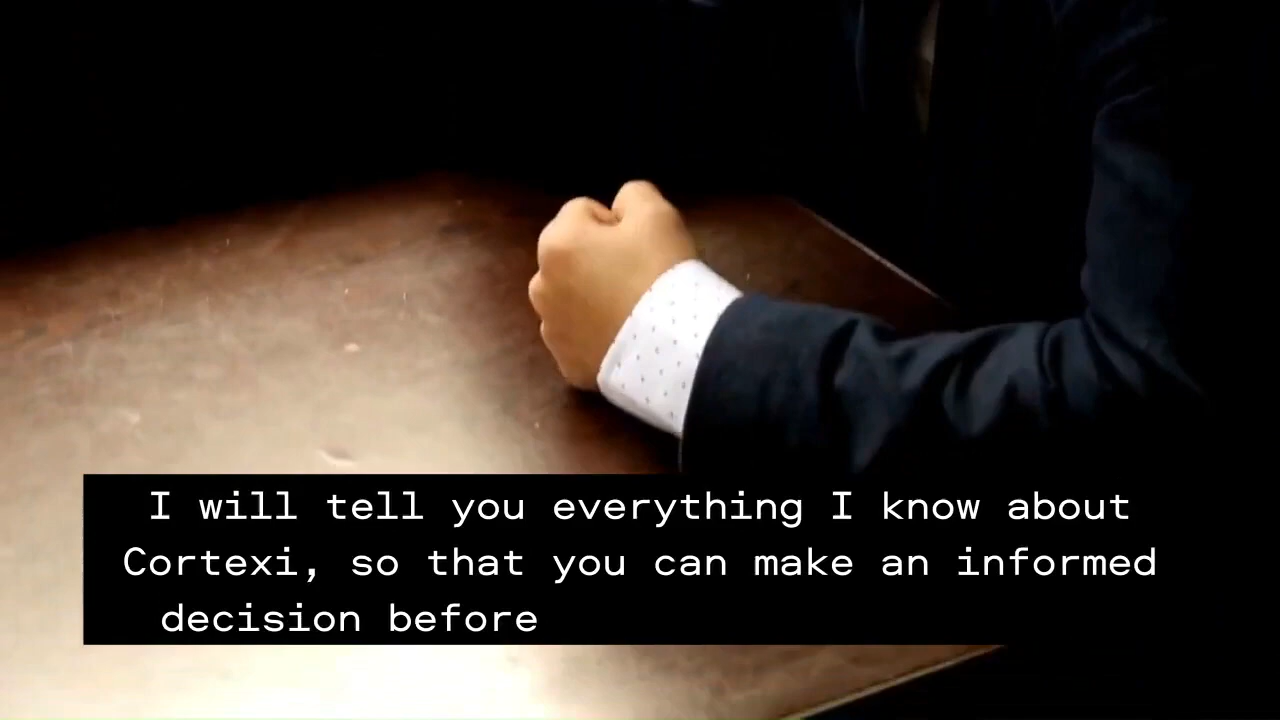 I will tell you everything I know about
Cortexi, so that you can make an informed
decision before